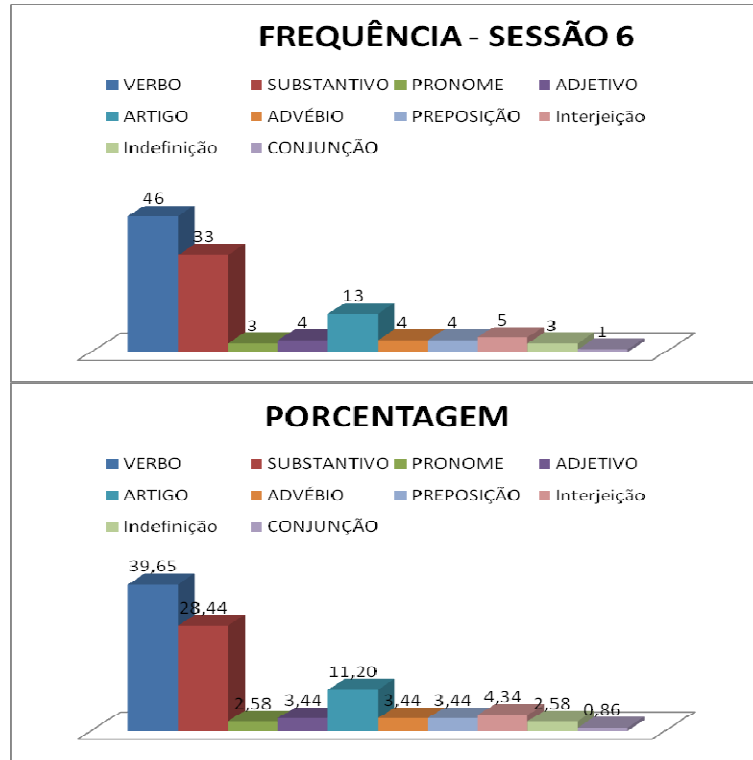 FREQUÊNCIA - SESSÃO 6
VERBO SUBSTANTIVO PRONOME ADJETIVO
ARTIGO ADVÉBIO PREPOSIÇÃO Interjeição
Indefinição CONJUNÇÃO
46
33
3 4 13 4 4 5 3 1
PORCENTAGEM
VERBO SUBSTANTIVO PRONOME ADJETIVO
ARTIGO ADVÉBIO PREPOSIÇÃO Interjeição
Indefinição CONJUNÇÃO
39,65
28,44
2,58 3,44 11,20 3,44 3,44 4,34 2,58 0,86